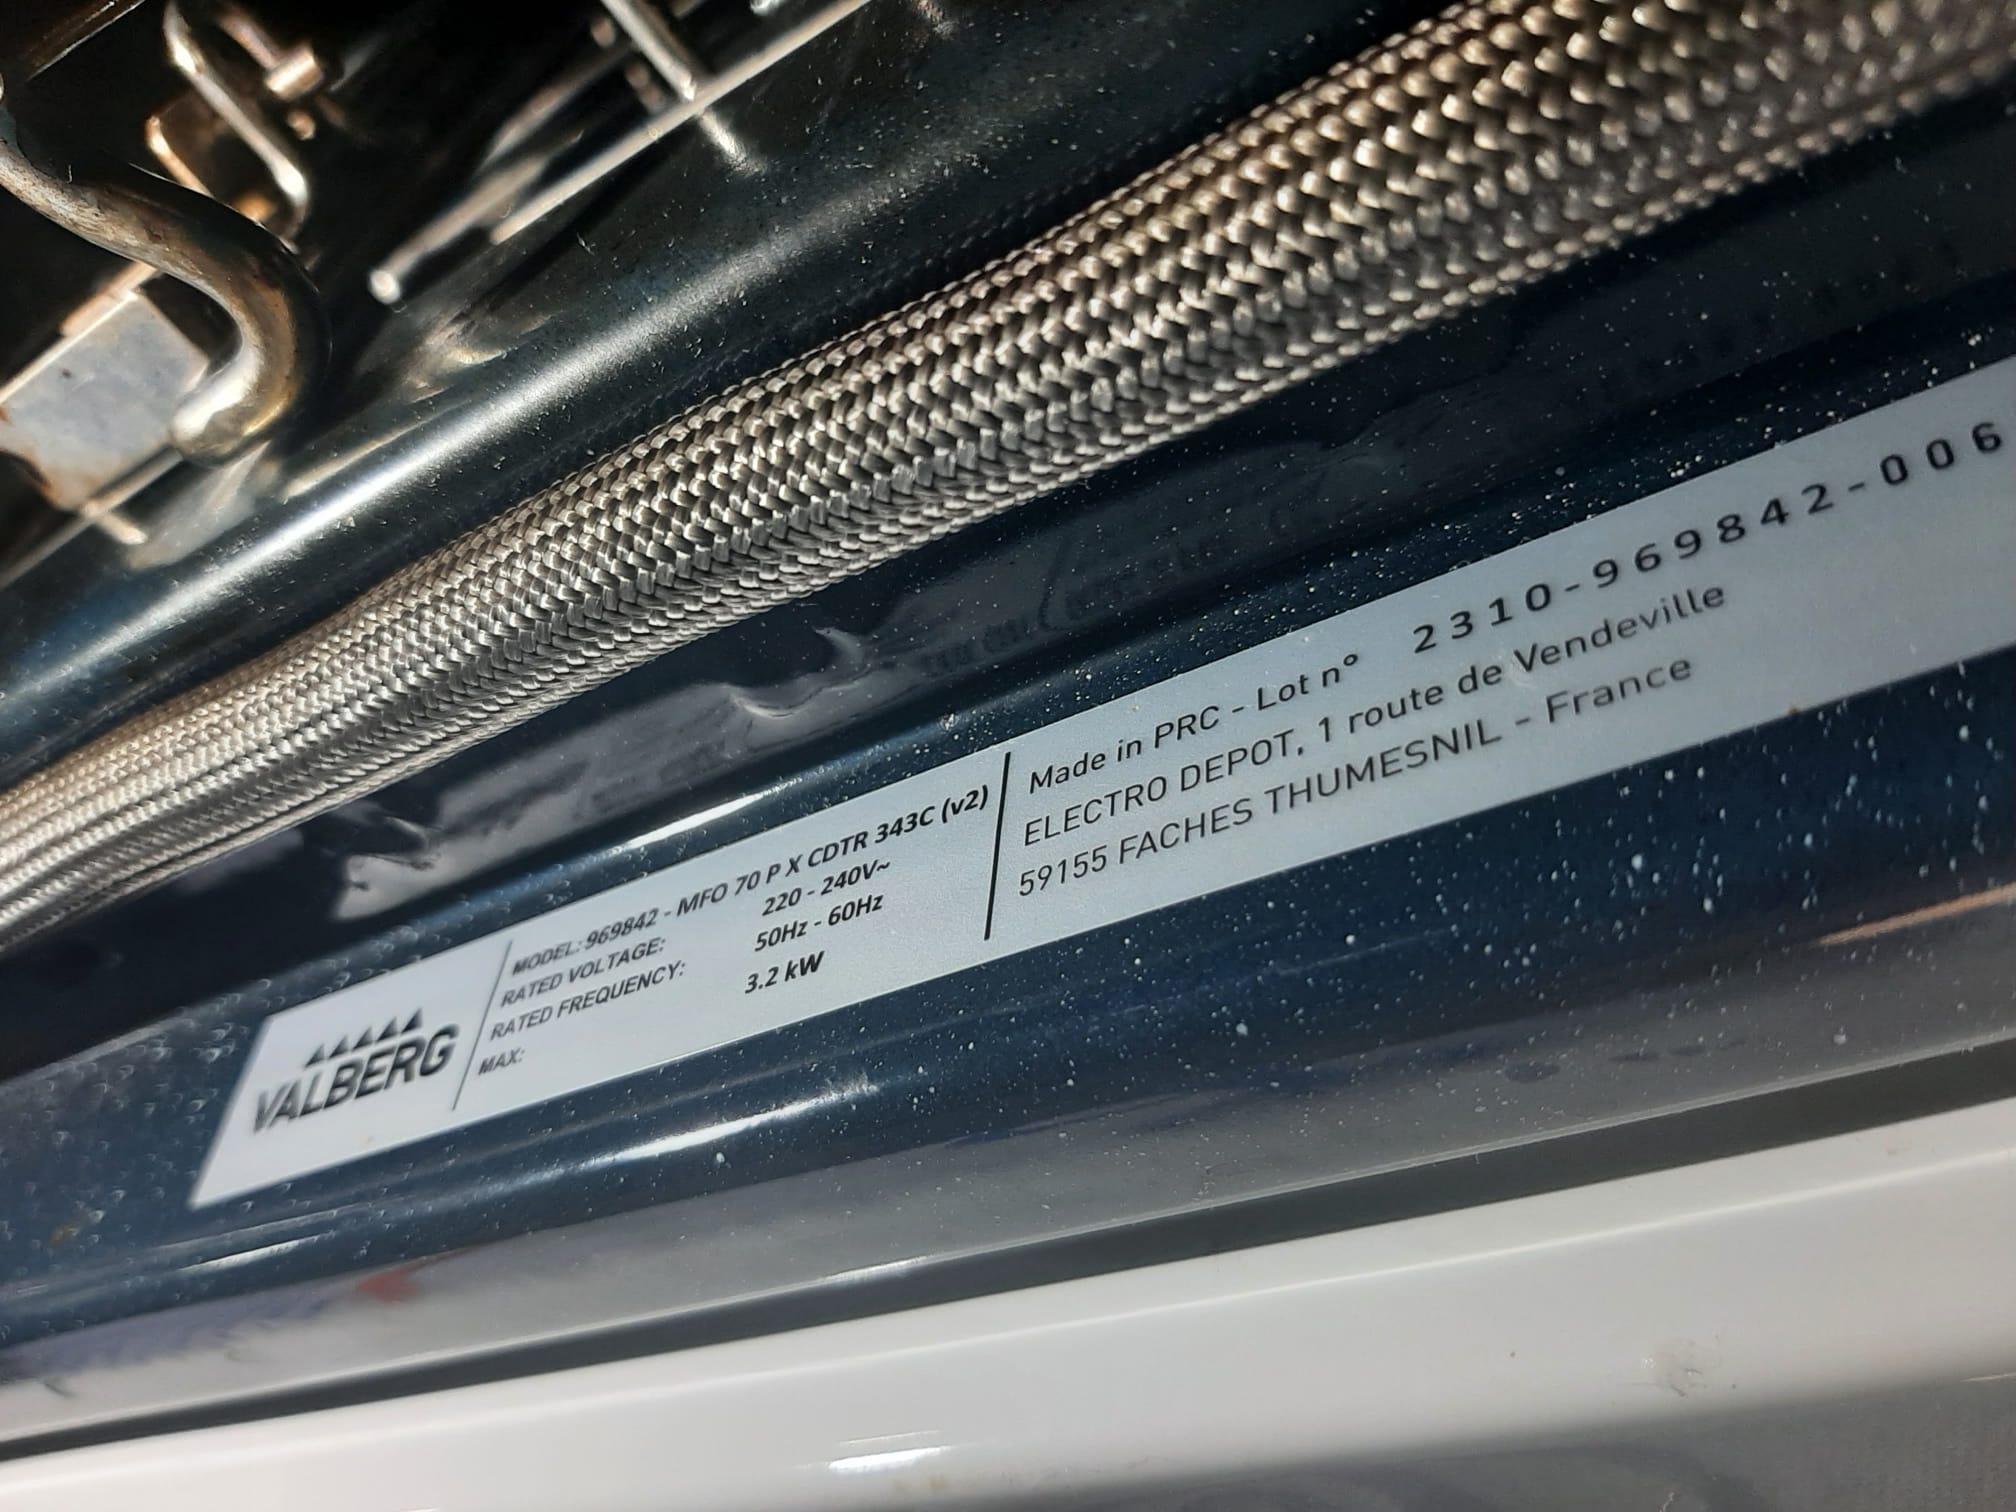 VALBERG
MODEL: 969842 - MFO 70 P X CDTR 343C (v2)
RATED VOLTAGE: 220 - 240V~
RATED FREQUENCY: 50Hz - 60Hz
MAX: 3.2 kW
Made in PRC - Lot n° 2310-969842-006
ELECTRO DEPOT, 1 route de Vendeville
59155 FACHES THUMESNIL - France